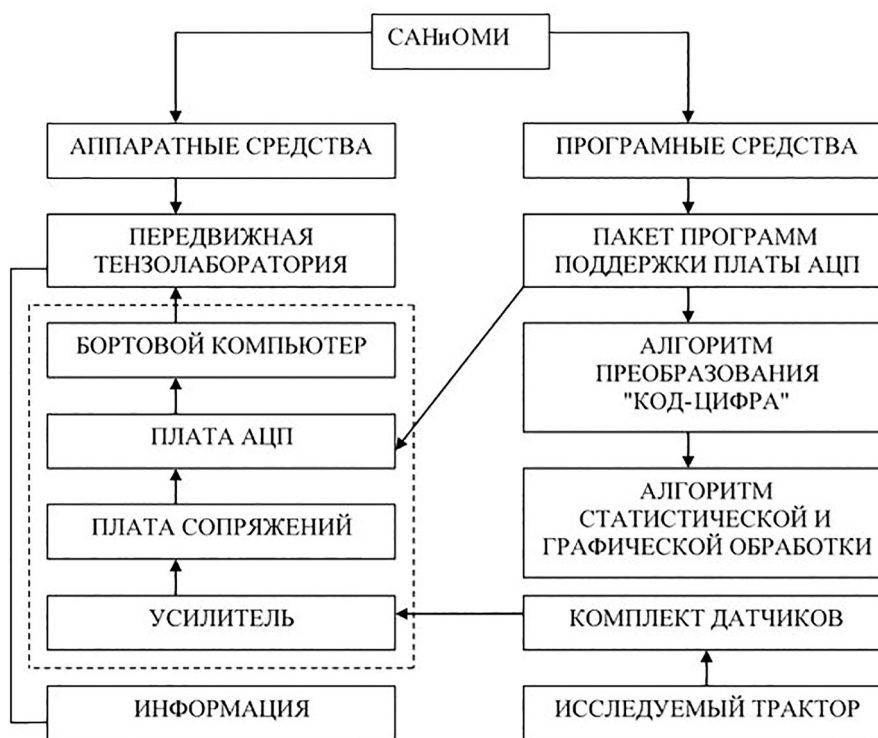 САНиОМИ
АППАРАТНЫЕ СРЕДСТВА
ПРОГРАМНЫЕ СРЕДСТВА
ПЕРЕДВИЖНАЯ
ТЕНЗОЛАБОРАТОРИЯ
ПАКЕТ ПРОГРАММ
ПОДДЕРЖКИ ПЛАТЫ АЦП
БОРТОВОЙ КОМПЬЮТЕР
АЛГОРИТМ
ПРЕОБРАЗОВАНИЯ
"КОД-ЦИФРА"
ПЛАТА АЦП
ПЛАТА СОПРЯЖЕНИЙ
АЛГОРИТМ
СТАТИСТИЧЕСКОЙ И
ГРАФИЧЕСКОЙ ОБРАБОТКИ
УСИЛИТЕЛЬ
КОМПЛЕКТ ДАТЧИКОВ
ИНФОРМАЦИЯ
ИССЛЕДУЕМЫЙ ТРАКТОР